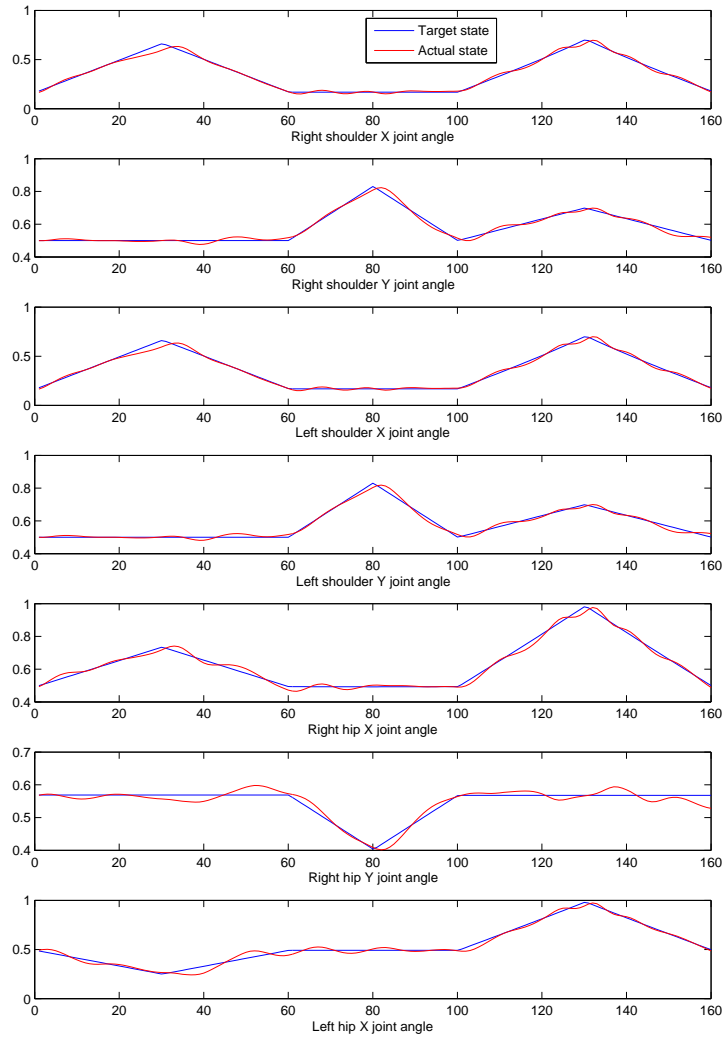 1
Target state
Actual state
0.5
0
0 20 40 60 80 100 120 140 160
Right shoulder X joint angle
1
0.8
0.6
0.4
0 20 40 60 80 100 120 140 160
Right shoulder Y joint angle
1
0.5
0
0 20 40 60 80 100 120 140 160
Left shoulder X joint angle
1
0.8
0.6
0.4
0 20 40 60 80 100 120 140 160
Left shoulder Y joint angle
1
0.8
0.6
0.4
0 20 40 60 80 100 120 140 160
Right hip X joint angle
0.7
0.6
0.5
0.4
0 20 40 60 80 100 120 140 160
Right hip Y joint angle
1
0.5
0
0 20 40 60 80 100 120 140 160
Left hip X joint angle